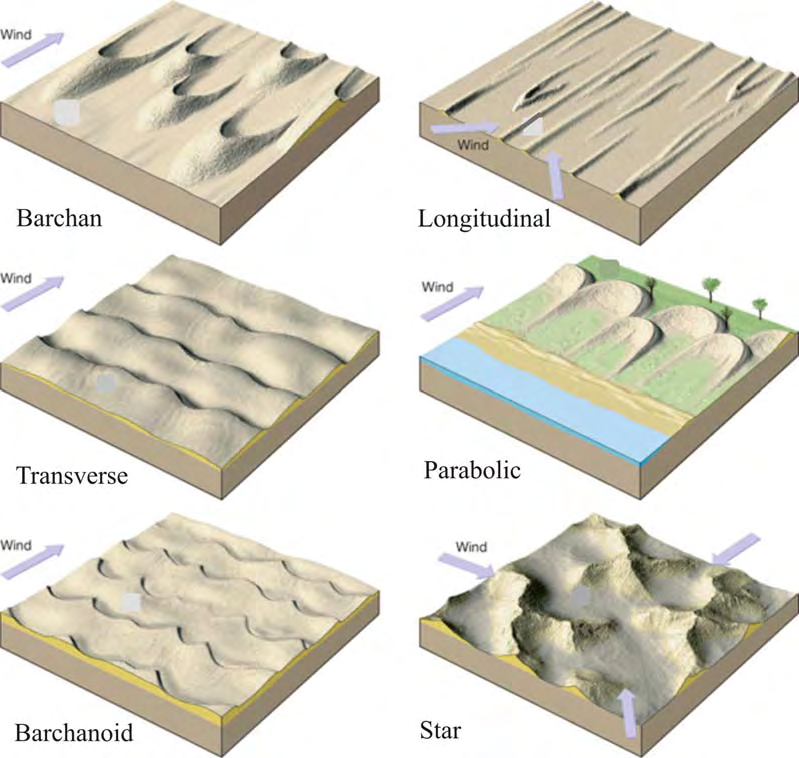 Wind
Barchan
Wind
Longitudinal
Wind
Transverse
Wind
Parabolic
Wind
Barchanoid
Wind
Star